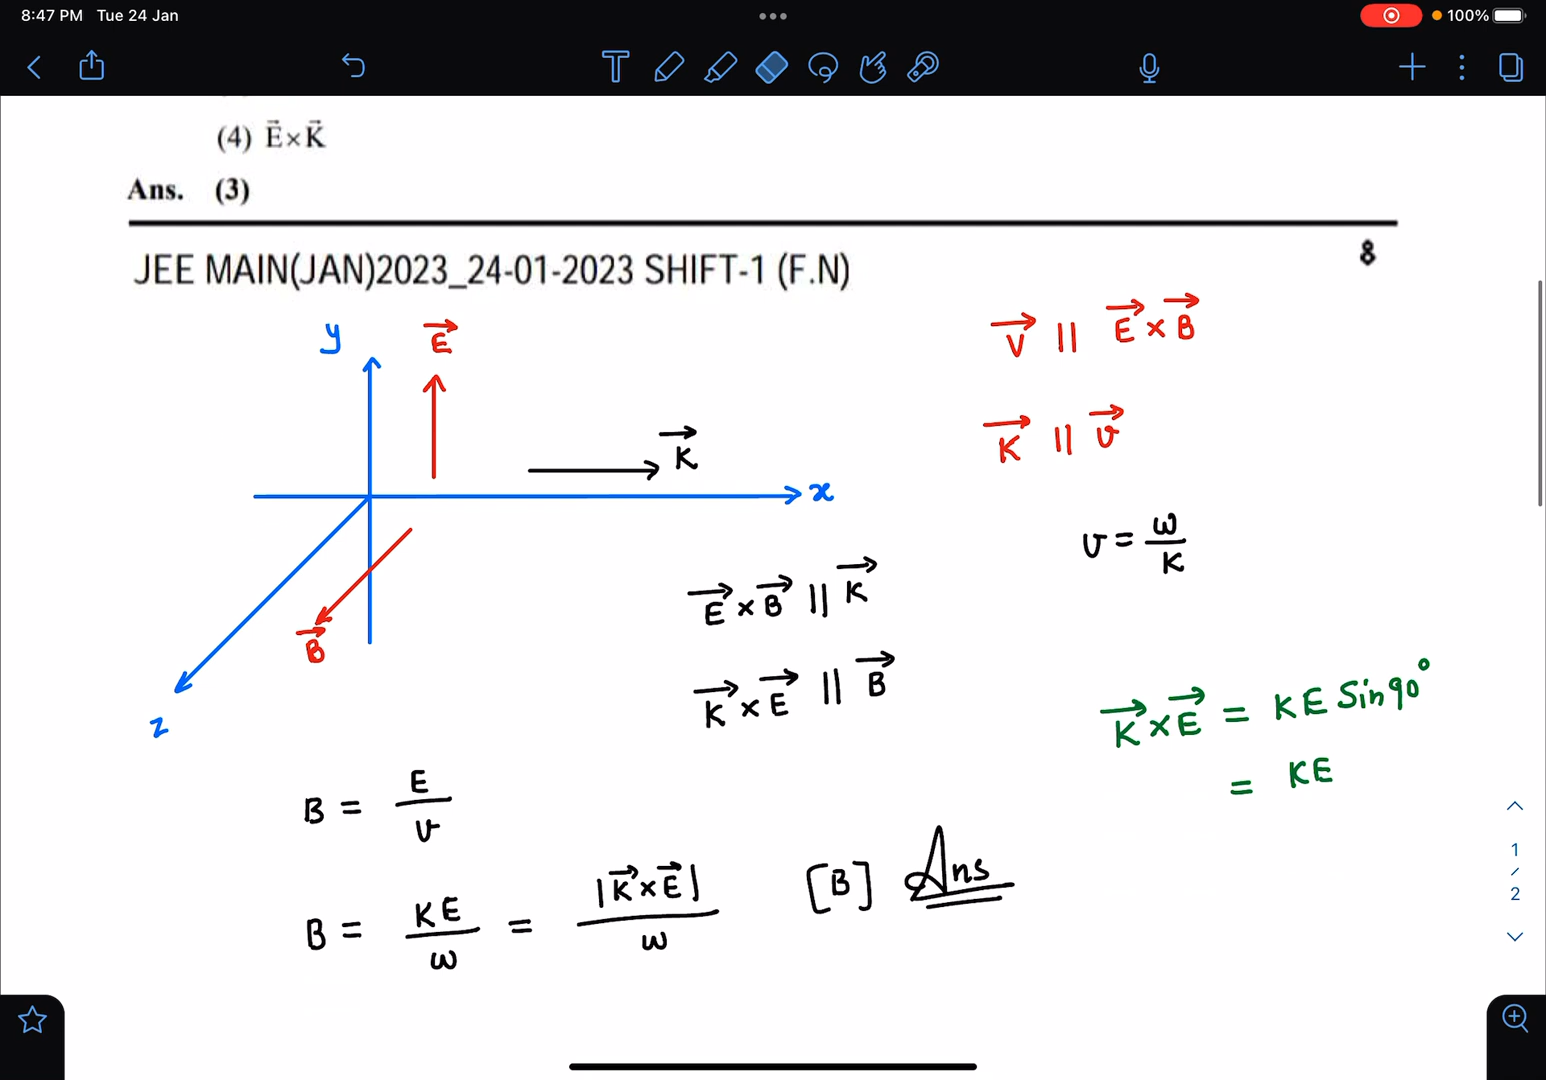 8:47 PM Tue 24 Jan
100%
T
(4) E⃗×K⃗
Ans. (3)
8
JEE MAIN(JAN)2023_24-01-2023 SHIFT-1 (F.N)
y
E⃗
V⃗ || E⃗ × B⃗
K⃗
K⃗ || v⃗
x
v = ω/K
E⃗ × B⃗ || K⃗
B⃗
K⃗ × E⃗ || B⃗
z
K⃗ × E⃗ = KE Sin90°
= KE
B = E/v
B = KE/ω = |K⃗×E⃗|/ω [B] Ans
1
/
2